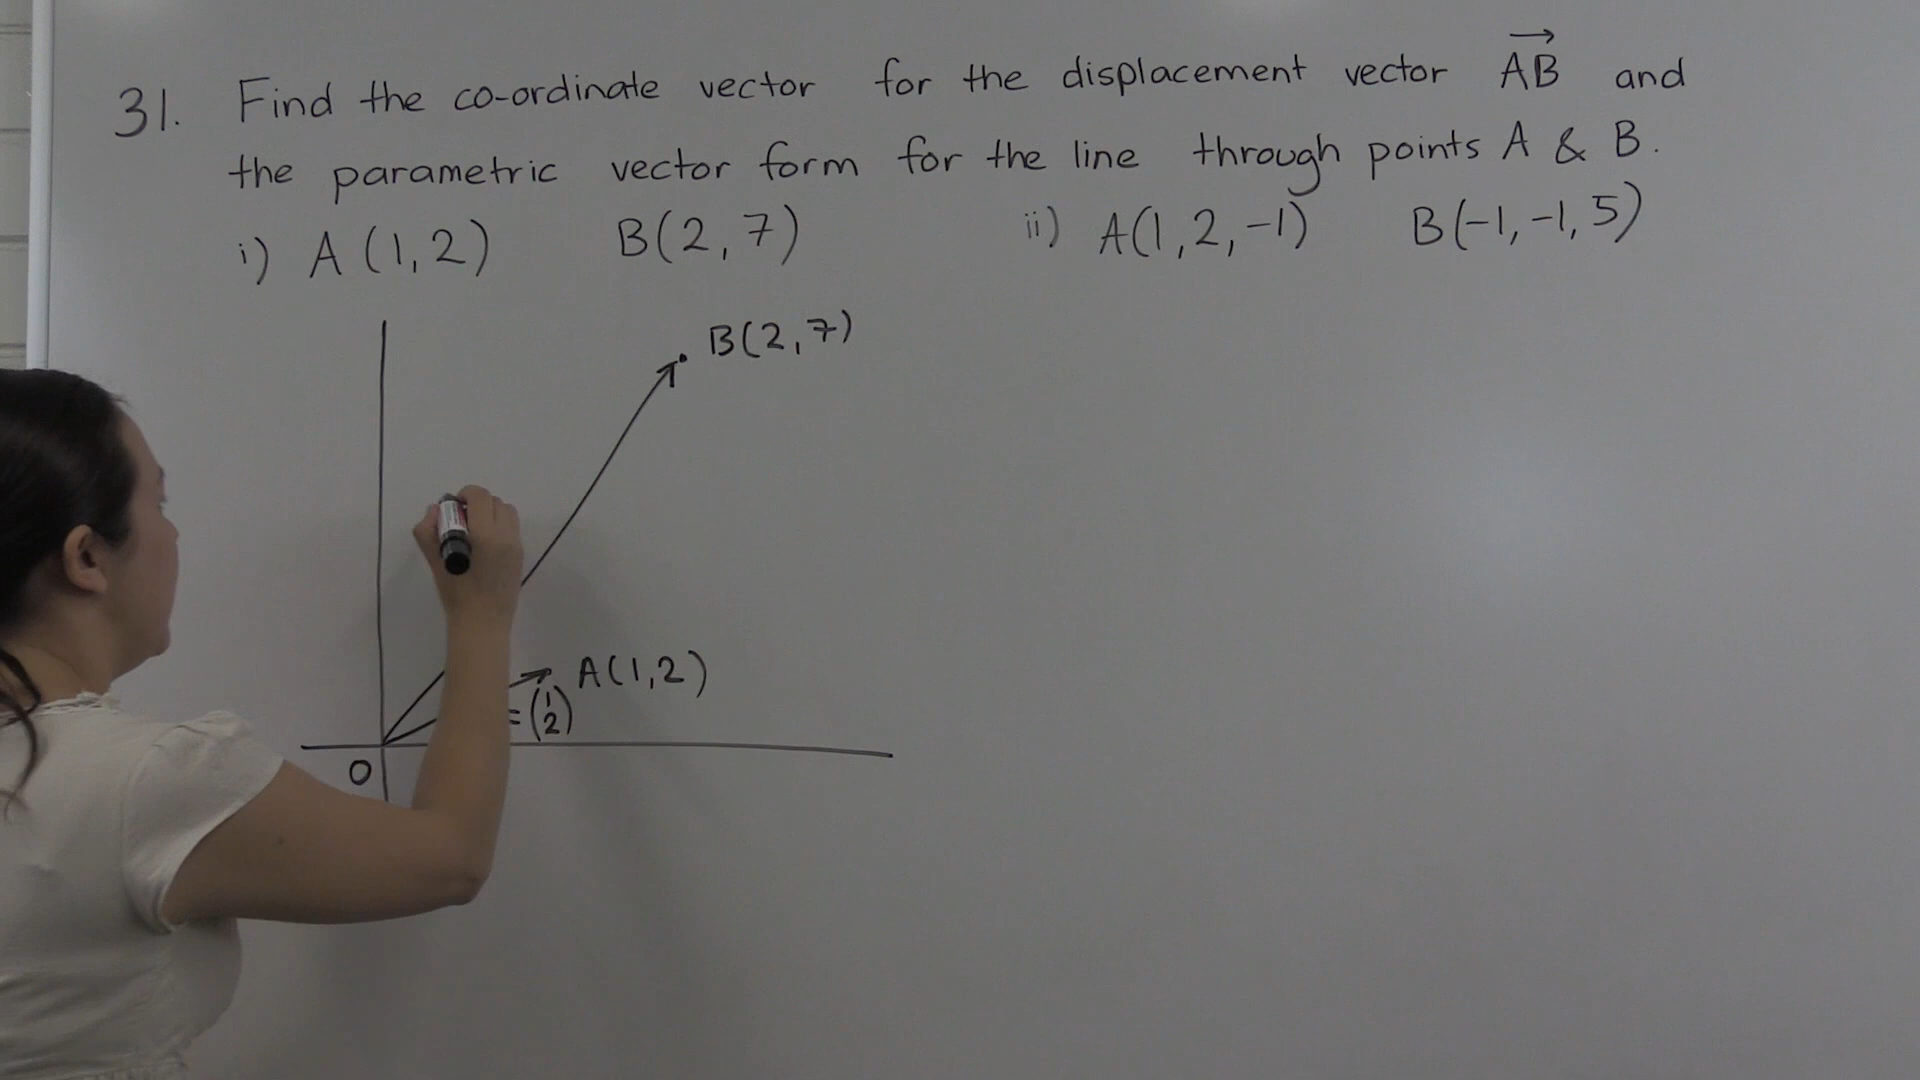 31. Find the co-ordinate vector for the displacement vector \overrightarrow{AB} and
the parametric vector form for the line through points A & B.
i) A(1,2) B(2,7) ii) A(1,2,-1) B(-1,-1,5)
B(2,7)
A(1,2)
= (1 2)
O